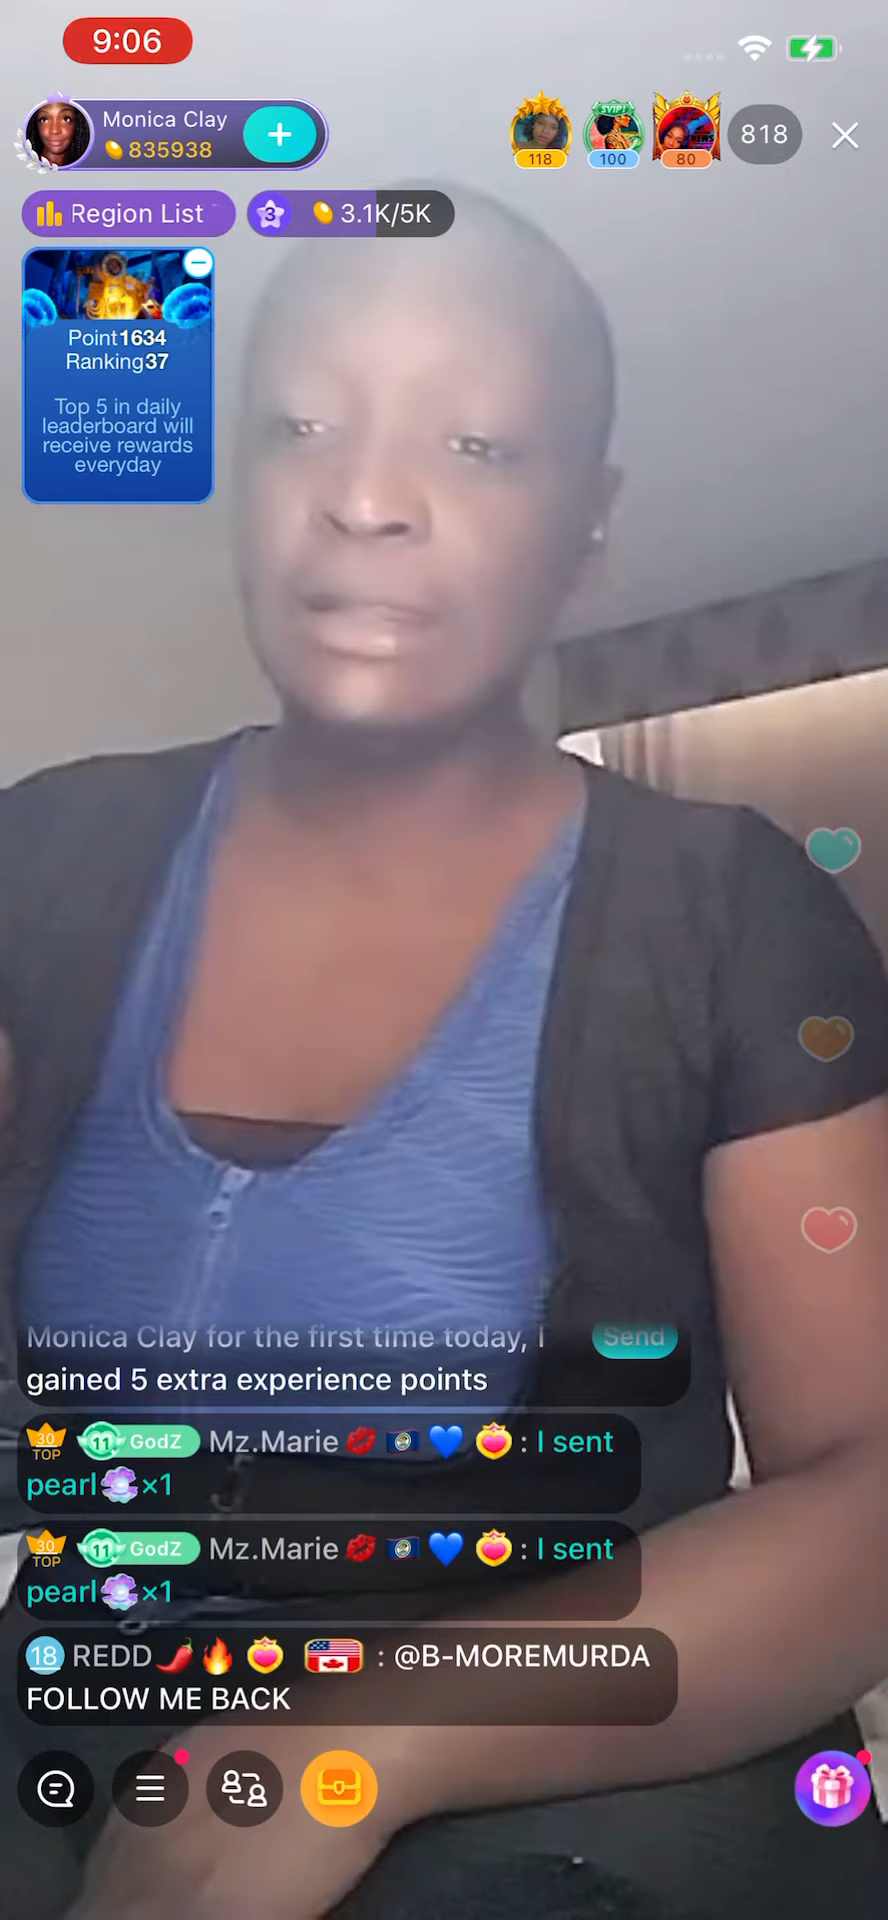 9:06
Monica Clay
835938
118
SVIP!
100
80
818
Region List
3
3.1K/5K
Point1634
Ranking37
Top 5 in daily
leaderboard will
receive rewards
everyday
Monica Clay for the first time today, I
gained 5 extra experience points
Send
30 TOP 11 GodZ Mz.Marie : I sent
pearl ×1
30 TOP 11 GodZ Mz.Marie : I sent
pearl ×1
18 REDD : @B-MOREMURDA
FOLLOW ME BACK